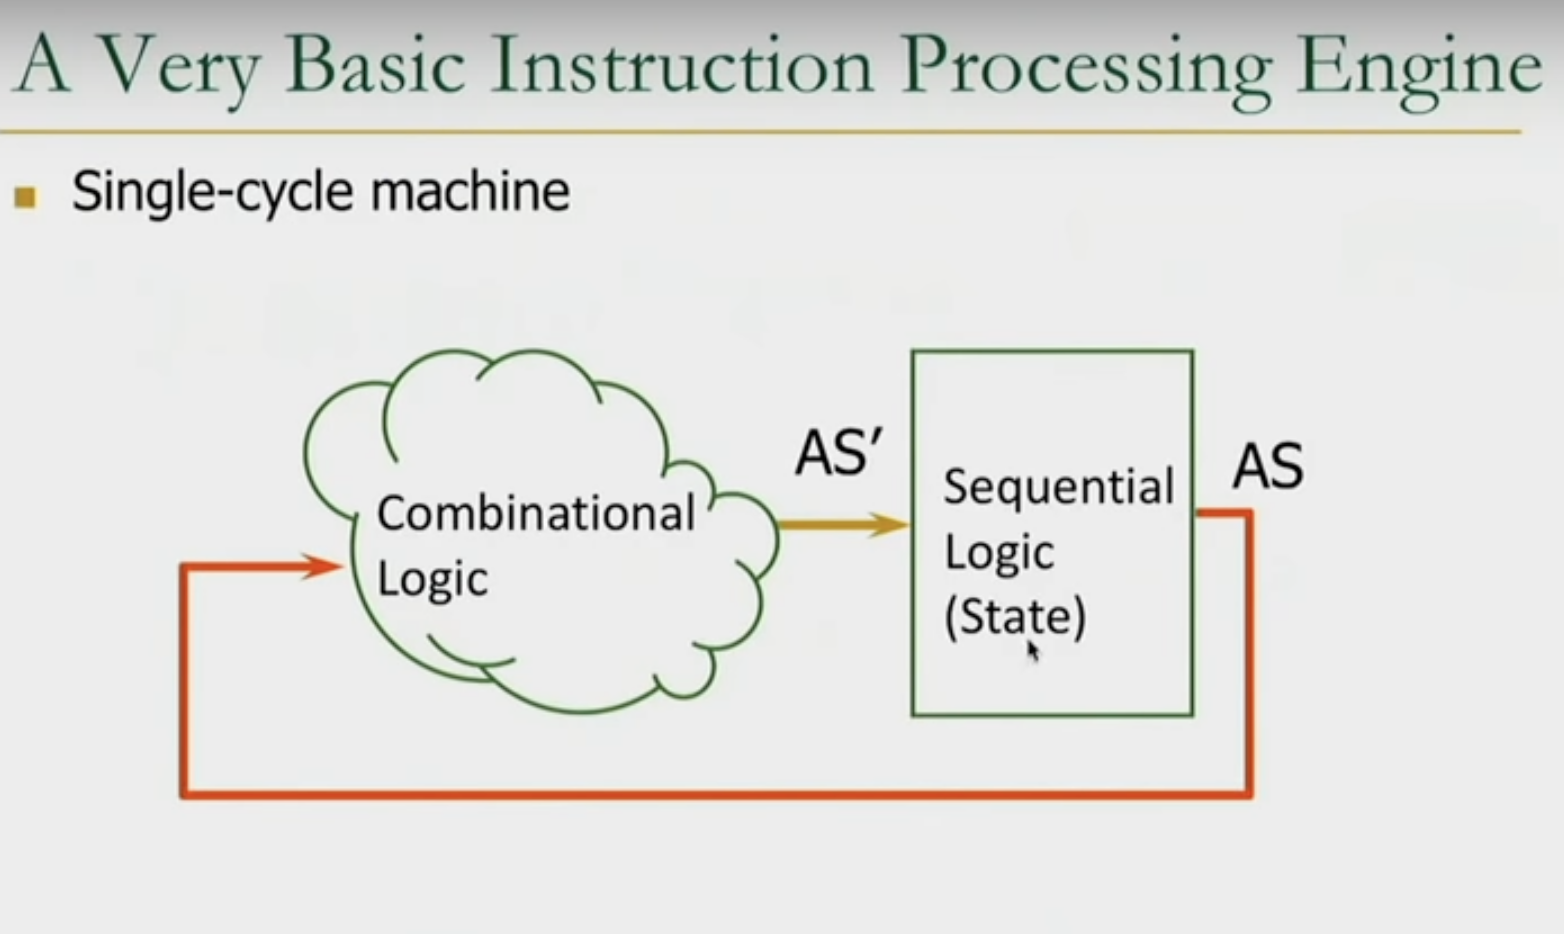 A Very Basic Instruction Processing Engine
Single-cycle machine
Combinational
Logic
AS′
Sequential
Logic
(State)
AS